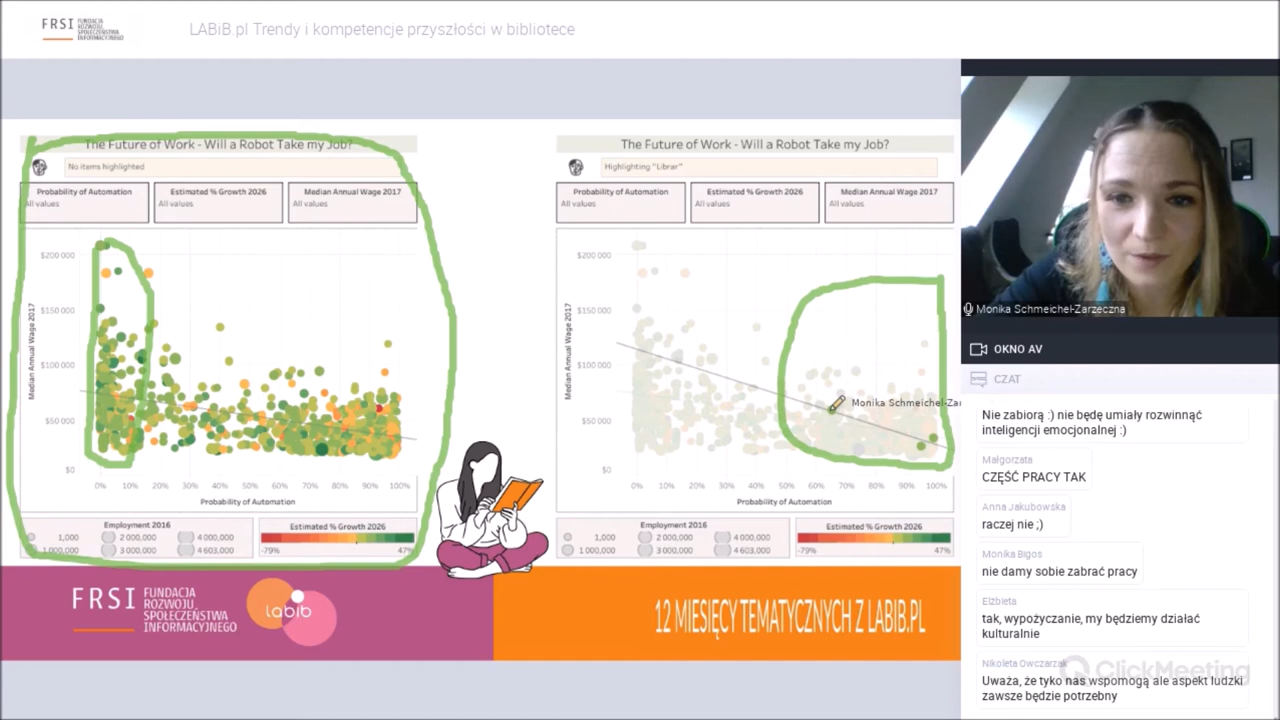 FRSI
FUNDACJA
ROZWOJU
SPOŁECZEŃSTWA
INFORMACYJNEGO
LABiB.pl Trendy i kompetencje przyszłości w bibliotece
The Future of Work - Will a Robot Take my Job?
No items highlighted
Probability of Automation
All values
Estimated % Growth 2026
All values
Median Annual Wage 2017
All values
Median Annual Wage 2017
$200 000
$150 000
$100 000
$50 000
$0
0% 10% 20% 30% 40% 50% 60% 70% 80% 90% 100%
Probability of Automation
Employment 2016
1,000 2 000,000 4 000,000
1 000,000 3 000,000 4 603,000
Estimated % Growth 2026
-79% 47%
The Future of Work - Will a Robot Take my Job?
Highlighting "Librar"
Probability of Automation
All values
Estimated % Growth 2026
All values
Median Annual Wage 2017
All values
Median Annual Wage 2017
$200 000
$150 000
$100 000
$50 000
$0
Monika Schmeichel-Zar
0% 10% 20% 30% 40% 50% 60% 70% 80% 90% 100%
Probability of Automation
Employment 2016
1,000 2 000,000 4 000,000
1 000,000 3 000,000 4 603,000
Estimated % Growth 2026
-79% 47%
FRSI
FUNDACJA
ROZWOJU
SPOŁECZEŃSTWA
INFORMACYJNEGO
labib
12 MIESIĘCY TEMATYCZNYCH Z LABIB.PL
Monika Schmeichel-Zarzeczna
OKNO AV
CZAT
Nie zabiorą :) nie będę umiały rozwinnąć
inteligencji emocjonalnej :)
Małgorzata
CZĘŚĆ PRACY TAK
Anna Jakubowska
raczej nie ;)
Monika Bigos
nie damy sobie zabrać pracy
Elżbieta
tak, wypożyczanie, my będziemy działać
kulturalnie
Nikoleta Owczarzak
ClickMeeting
Uważa, że tyko nas wspomogą ale aspekt ludzki
zawsze będzie potrzebny